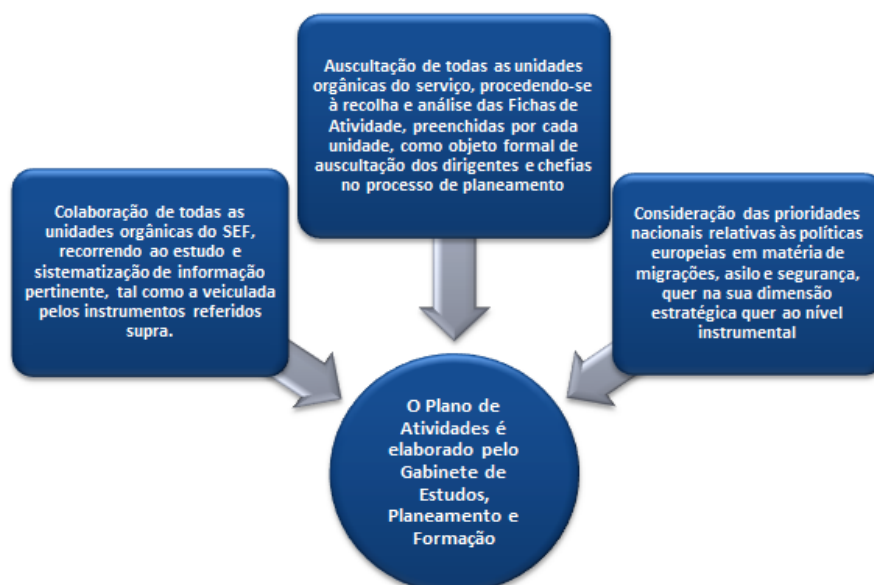 Auscultação de todas as unidades
orgânicas do serviço, procedendo-se
à recolha e análise das Fichas de
Atividade, preenchidas por cada
unidade, como objeto formal de
auscultação dos dirigentes e chefias
no processo de planeamento
Colaboração de todas as
unidades orgânicas do SEF,
recorrendo ao estudo e
sistematização de informação
pertinente, tal como a veiculada
pelos instrumentos referidos
supra.
Consideração das prioridades
nacionais relativas às políticas
europeias em matéria de
migrações, asilo e segurança,
quer na sua dimensão
estratégica quer ao nível
instrumental
O Plano de
Atividades é
elaborado pelo
Gabinete de
Estudos,
Planeamento e
Formação